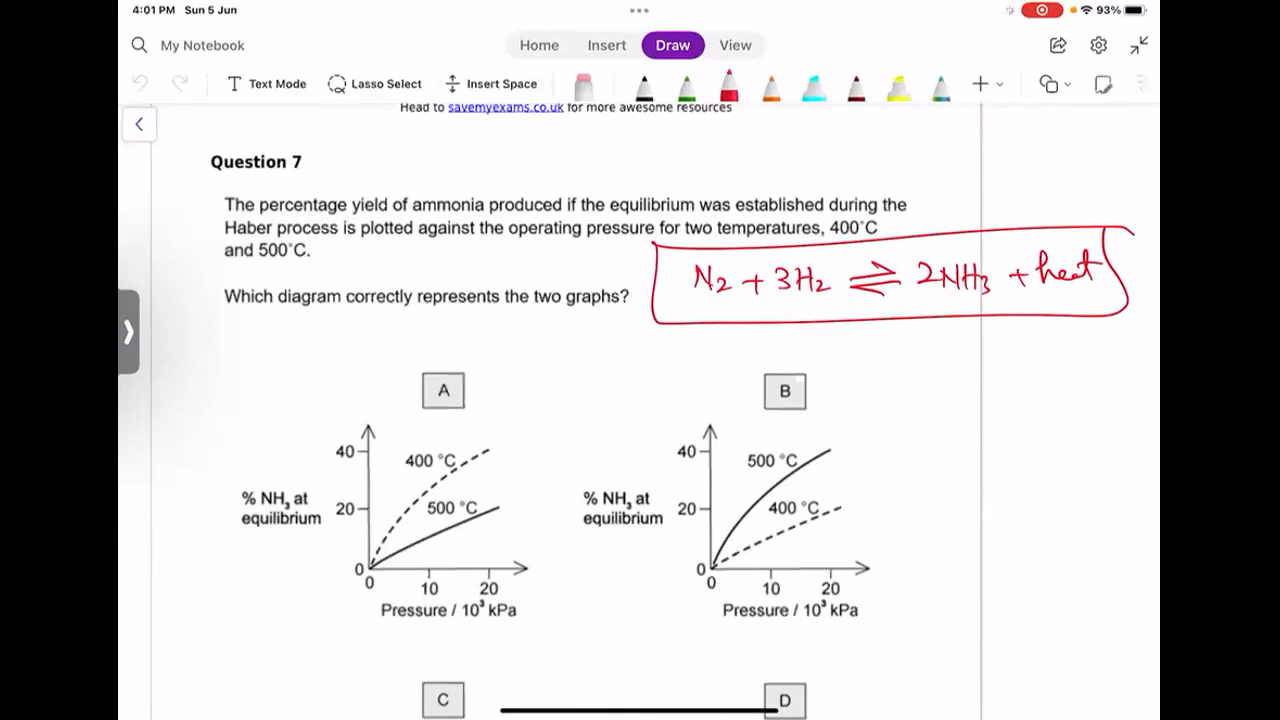 4:01 PM Sun 5 Jun
93%
My Notebook
Home Insert Draw View
Text Mode Lasso Select Insert Space
Head to savemyexams.co.uk for more awesome resources
Question 7
The percentage yield of ammonia produced if the equilibrium was established during the
Haber process is plotted against the operating pressure for two temperatures, 400°C
and 500°C.
N2 + 3H2 ⇌ 2NH3 + heat
Which diagram correctly represents the two graphs?
A
40
400 °C
% NH3 at
equilibrium
20
500 °C
0
0 10 20
Pressure / 10³ kPa
B
40
500 °C
% NH3 at
equilibrium
20
400 °C
0
0 10 20
Pressure / 10³ kPa
C
D